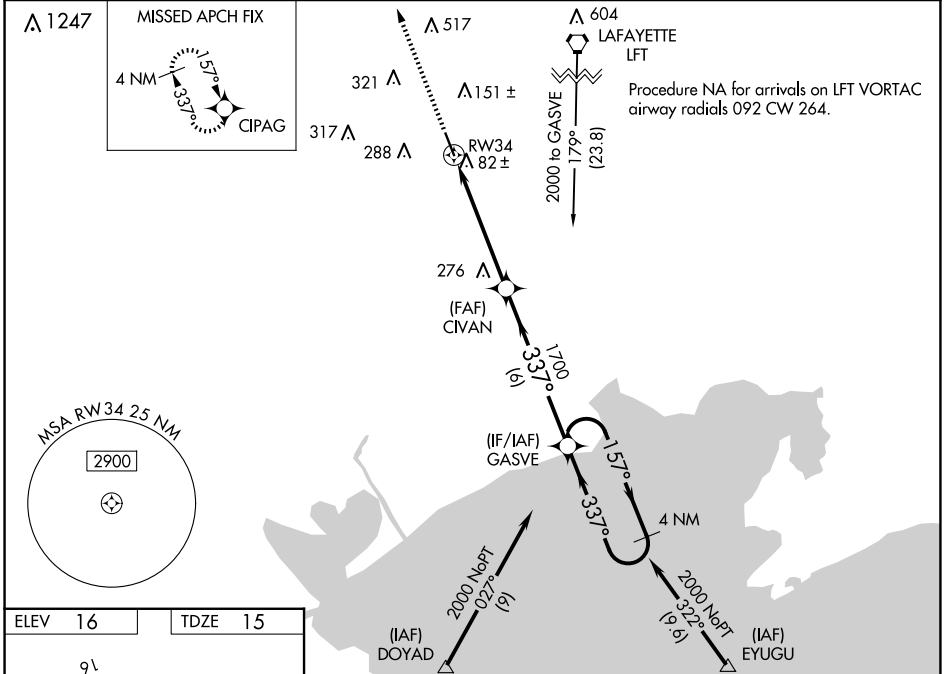 1247
MISSED APCH FIX
4 NM
157°
337°
CIPAG
517
321
151 ±
317
288
RW34
82 ±
604
LAFAYETTE
LFT
2000 to GASVE
179°
(23.8)
Procedure NA for arrivals on LFT VORTAC
airway radials 092 CW 264.
276
(FAF)
CIVAN
1700
337°
(6)
(IF/IAF)
GASVE
157°
337°
4 NM
MSA RW34 25 NM
2900
2000 NoPT
027°
(9)
2000 NoPT
322°
(9.6)
(IAF)
DOYAD
(IAF)
EYUGU
ELEV 16
TDZE 15
16